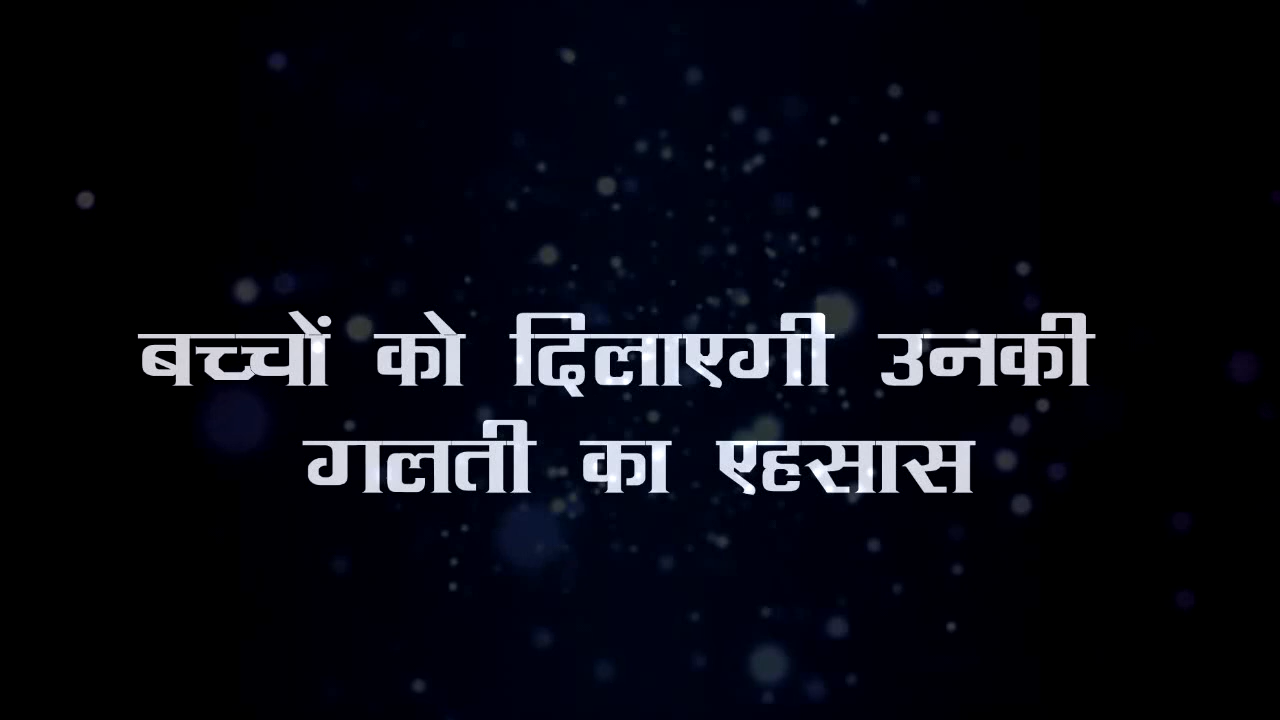 बच्चों को दिलाएगी उनकी
गलती का एहसास